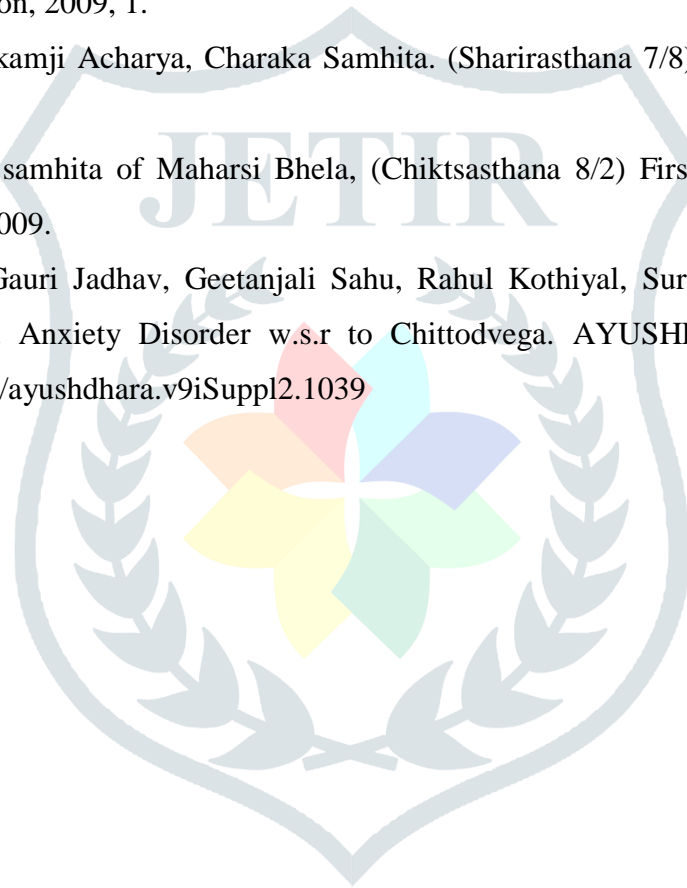 on, 2009, 1.
kamji Acharya, Charaka Samhita. (Sharirasthana 7/8)
JETIR
samhita of Maharsi Bhela, (Chiktsasthana 8/2) Firs
009.
Gauri Jadhav, Geetanjali Sahu, Rahul Kothiyal, Sur
. Anxiety Disorder w.s.r to Chittodvega. AYUSH
/ayushdhara.v9iSuppl2.1039